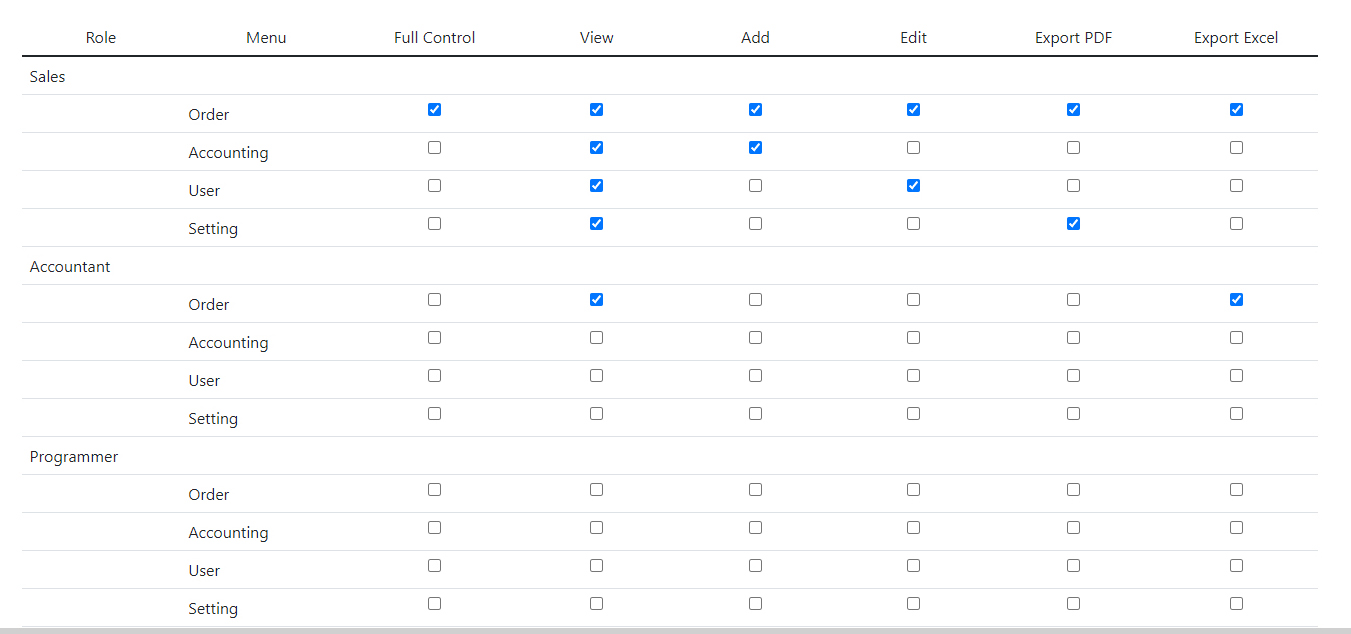 Role Menu Full Control View Add Edit Export PDF Export Excel
Sales
Order
Accounting
User
Setting
Accountant
Order
Accounting
User
Setting
Programmer
Order
Accounting
User
Setting